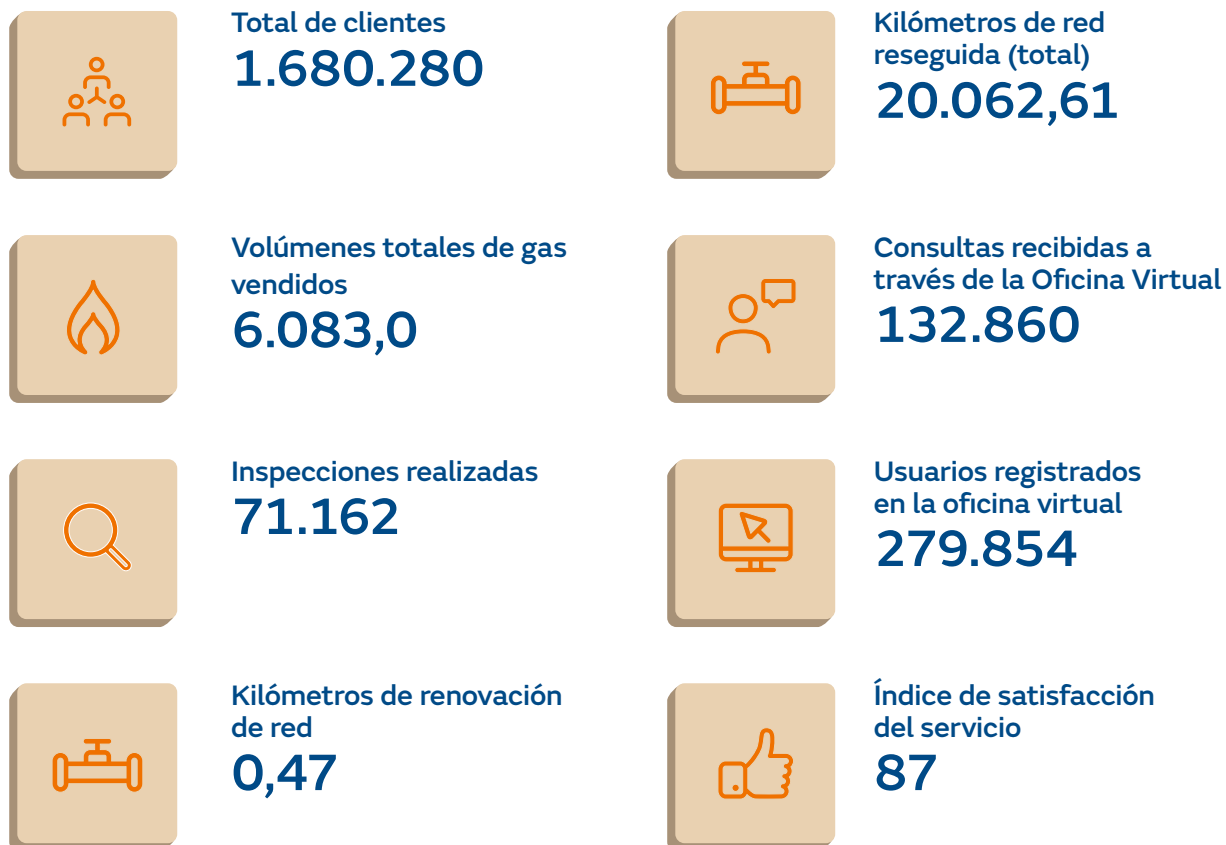 Total de clientes
1.680.280
Kilómetros de red
reseguida (total)
20.062,61
Volúmenes totales de gas
vendidos
6.083,0
Consultas recibidas a
través de la Oficina Virtual
132.860
Inspecciones realizadas
71.162
Usuarios registrados
en la oficina virtual
279.854
Kilómetros de renovación
de red
0,47
Índice de satisfacción
del servicio
87